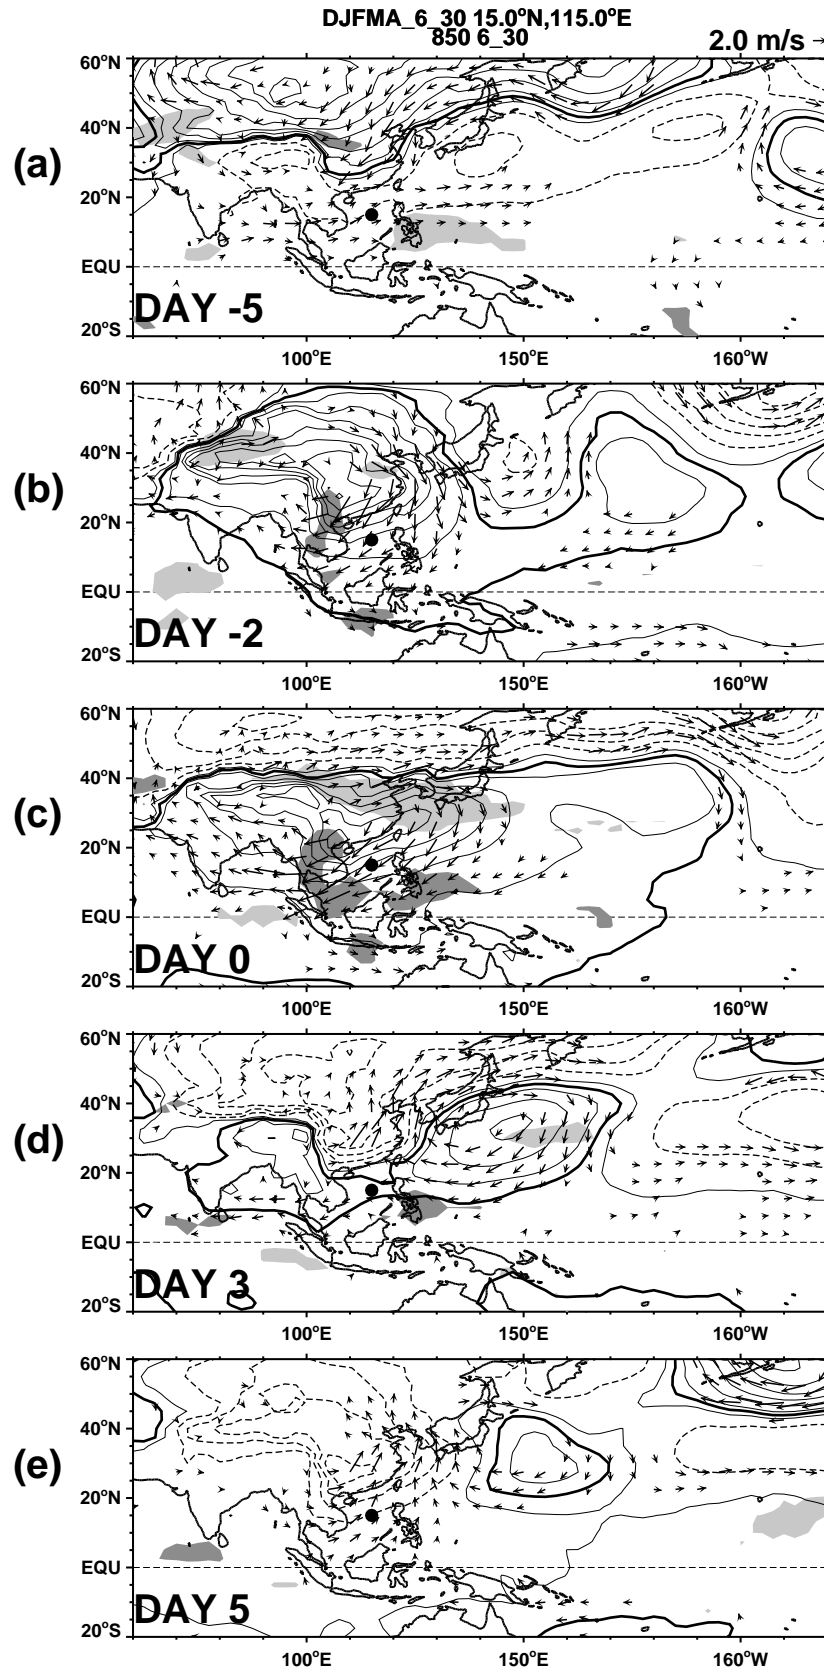 DJFMA_6_30 15.0°N,115.0°E
850 6_30
2.0 m/s →
(a)
60°N
40°N
20°N
EQU
20°S
DAY -5
100°E 150°E 160°W
(b)
60°N
40°N
20°N
EQU
20°S
DAY -2
100°E 150°E 160°W
(c)
60°N
40°N
20°N
EQU
20°S
DAY 0
100°E 150°E 160°W
(d)
60°N
40°N
20°N
EQU
20°S
DAY 3
100°E 150°E 160°W
(e)
60°N
40°N
20°N
EQU
20°S
DAY 5
100°E 150°E 160°W